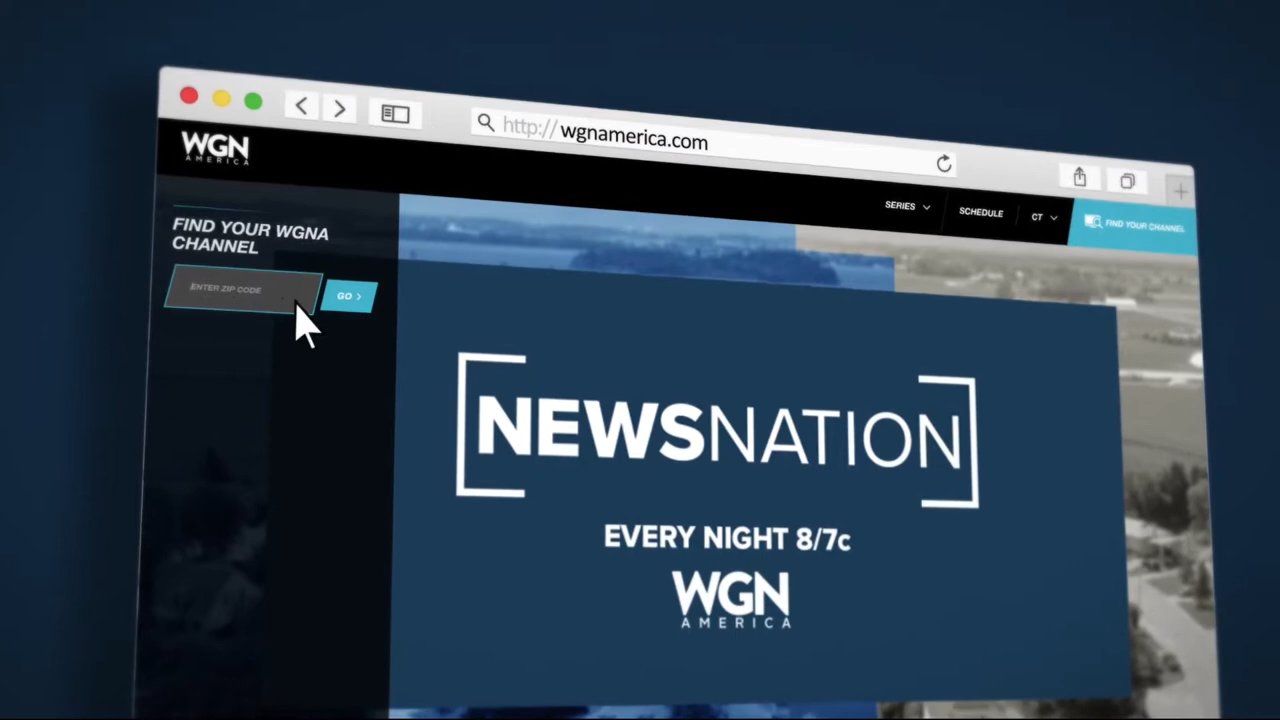 http:// wgnamerica.com
WGN
AMERICA
SERIES
SCHEDULE
CT
FIND YOUR CHANNEL
FIND YOUR WGNA
CHANNEL
ENTER ZIP CODE
GO
NEWSNATION
EVERY NIGHT 8/7c
WGN
AMERICA